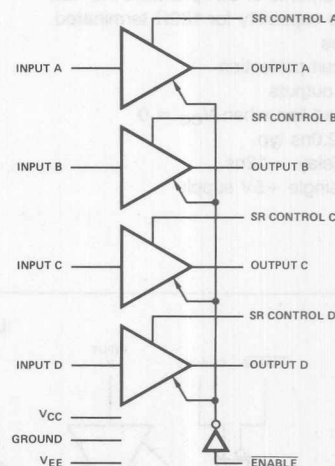 SR CONTROL A
INPUT A
OUTPUT A
SR CONTROL B
INPUT B
OUTPUT B
SR CONTROL C
INPUT C
OUTPUT C
SR CONTROL D
INPUT D
OUTPUT D
VCC
GROUND
VEE
ENABLE